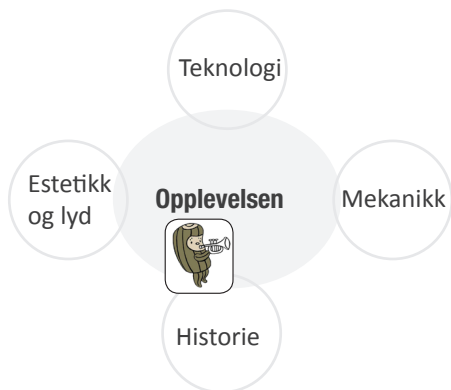 Teknologi
Estetikk
og lyd
Opplevelsen
Mekanikk
Historie